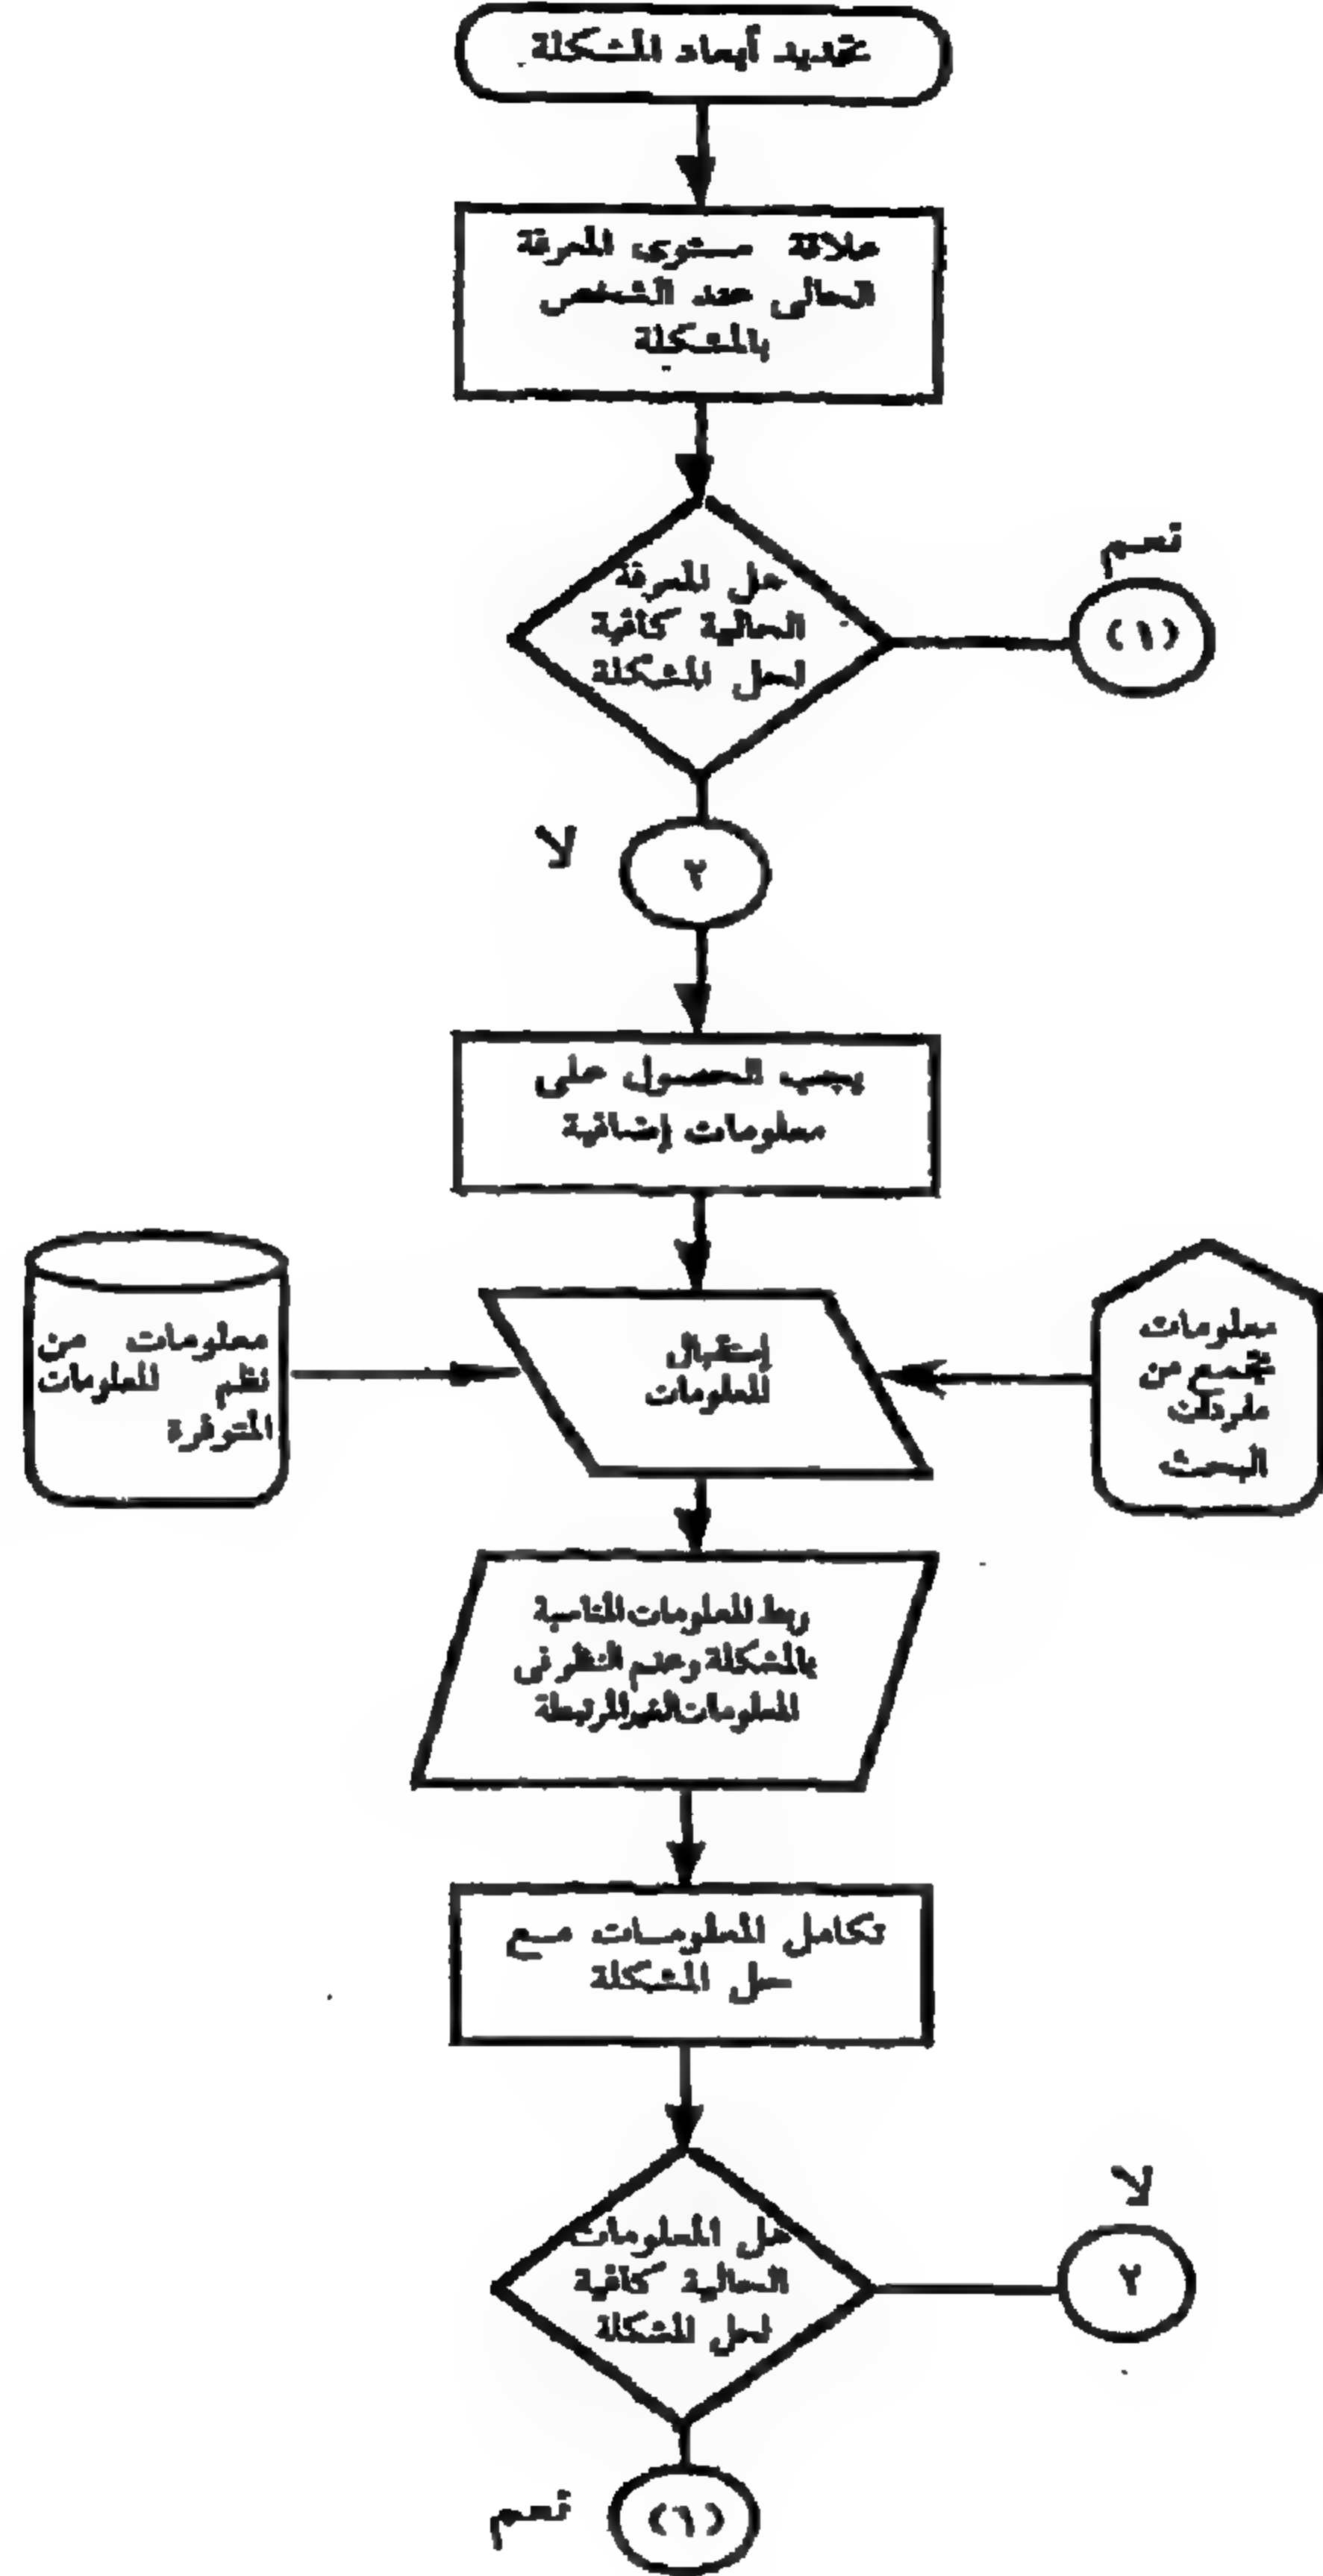 تحديد أبعاد المشكلة
علاقة مستوى المعرفة
الحالى عند الشخص
بالمشكلة
هل المعرفة
الحالية كافية
لحل المشكلة
نعم
(١)
لا
٢
يجب الحصول على
معلومات إضافية
معلومات
تجمع من
مفردات
البحث
إستقبال
المعلومات
معلومات من
نظم المعلومات
المتوفرة
ربط المعلومات المناسبة
بالمشكلة وعدم النظر فى
المعلومات الغير المرتبطة
تكامل المعلومات مع
حل المشكلة
هل المعلومات
الحالية كافية
لحل المشكلة
لا
٢
نعم
(١)